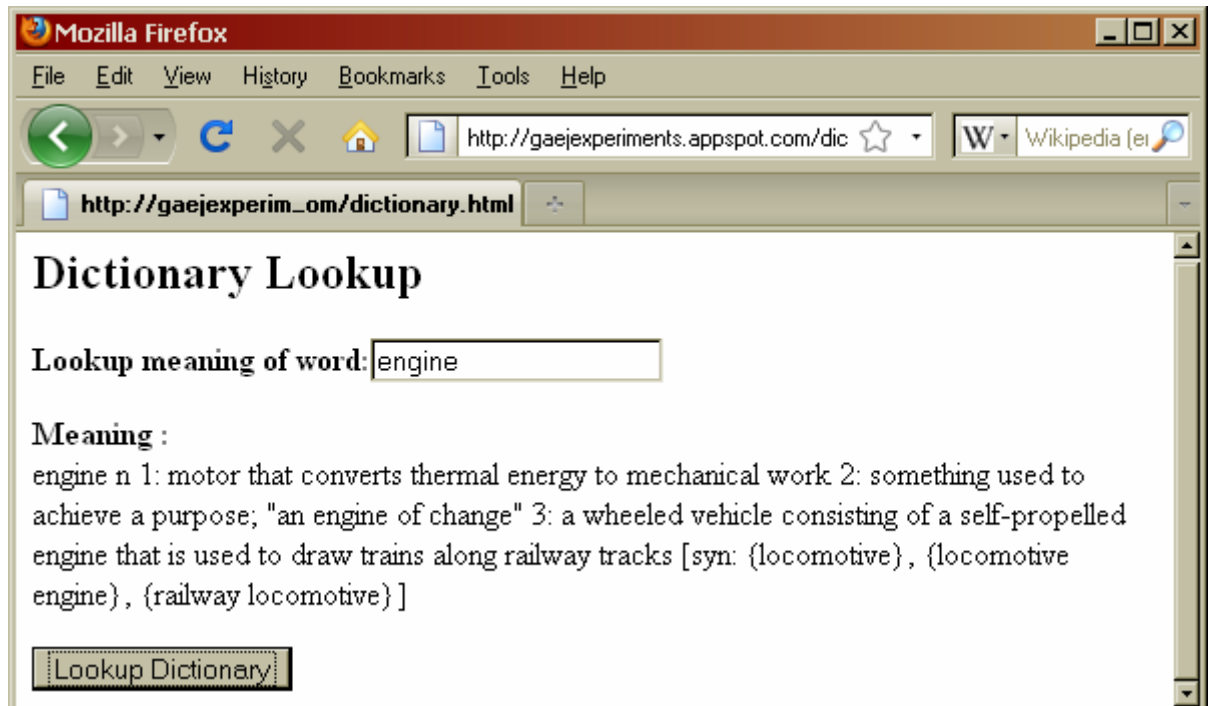 Mozilla Firefox
File Edit View History Bookmarks Tools Help
http://gaejexperiments.appspot.com/dic W Wikipedia (en
http://gaejexperim_om/dictionary.html
Dictionary Lookup
Lookup meaning of word: engine
Meaning :
engine n 1: motor that converts thermal energy to mechanical work 2: something used to
achieve a purpose; "an engine of change" 3: a wheeled vehicle consisting of a self-propelled
engine that is used to draw trains along railway tracks [syn: {locomotive}, {locomotive
engine}, {railway locomotive}]
Lookup Dictionary